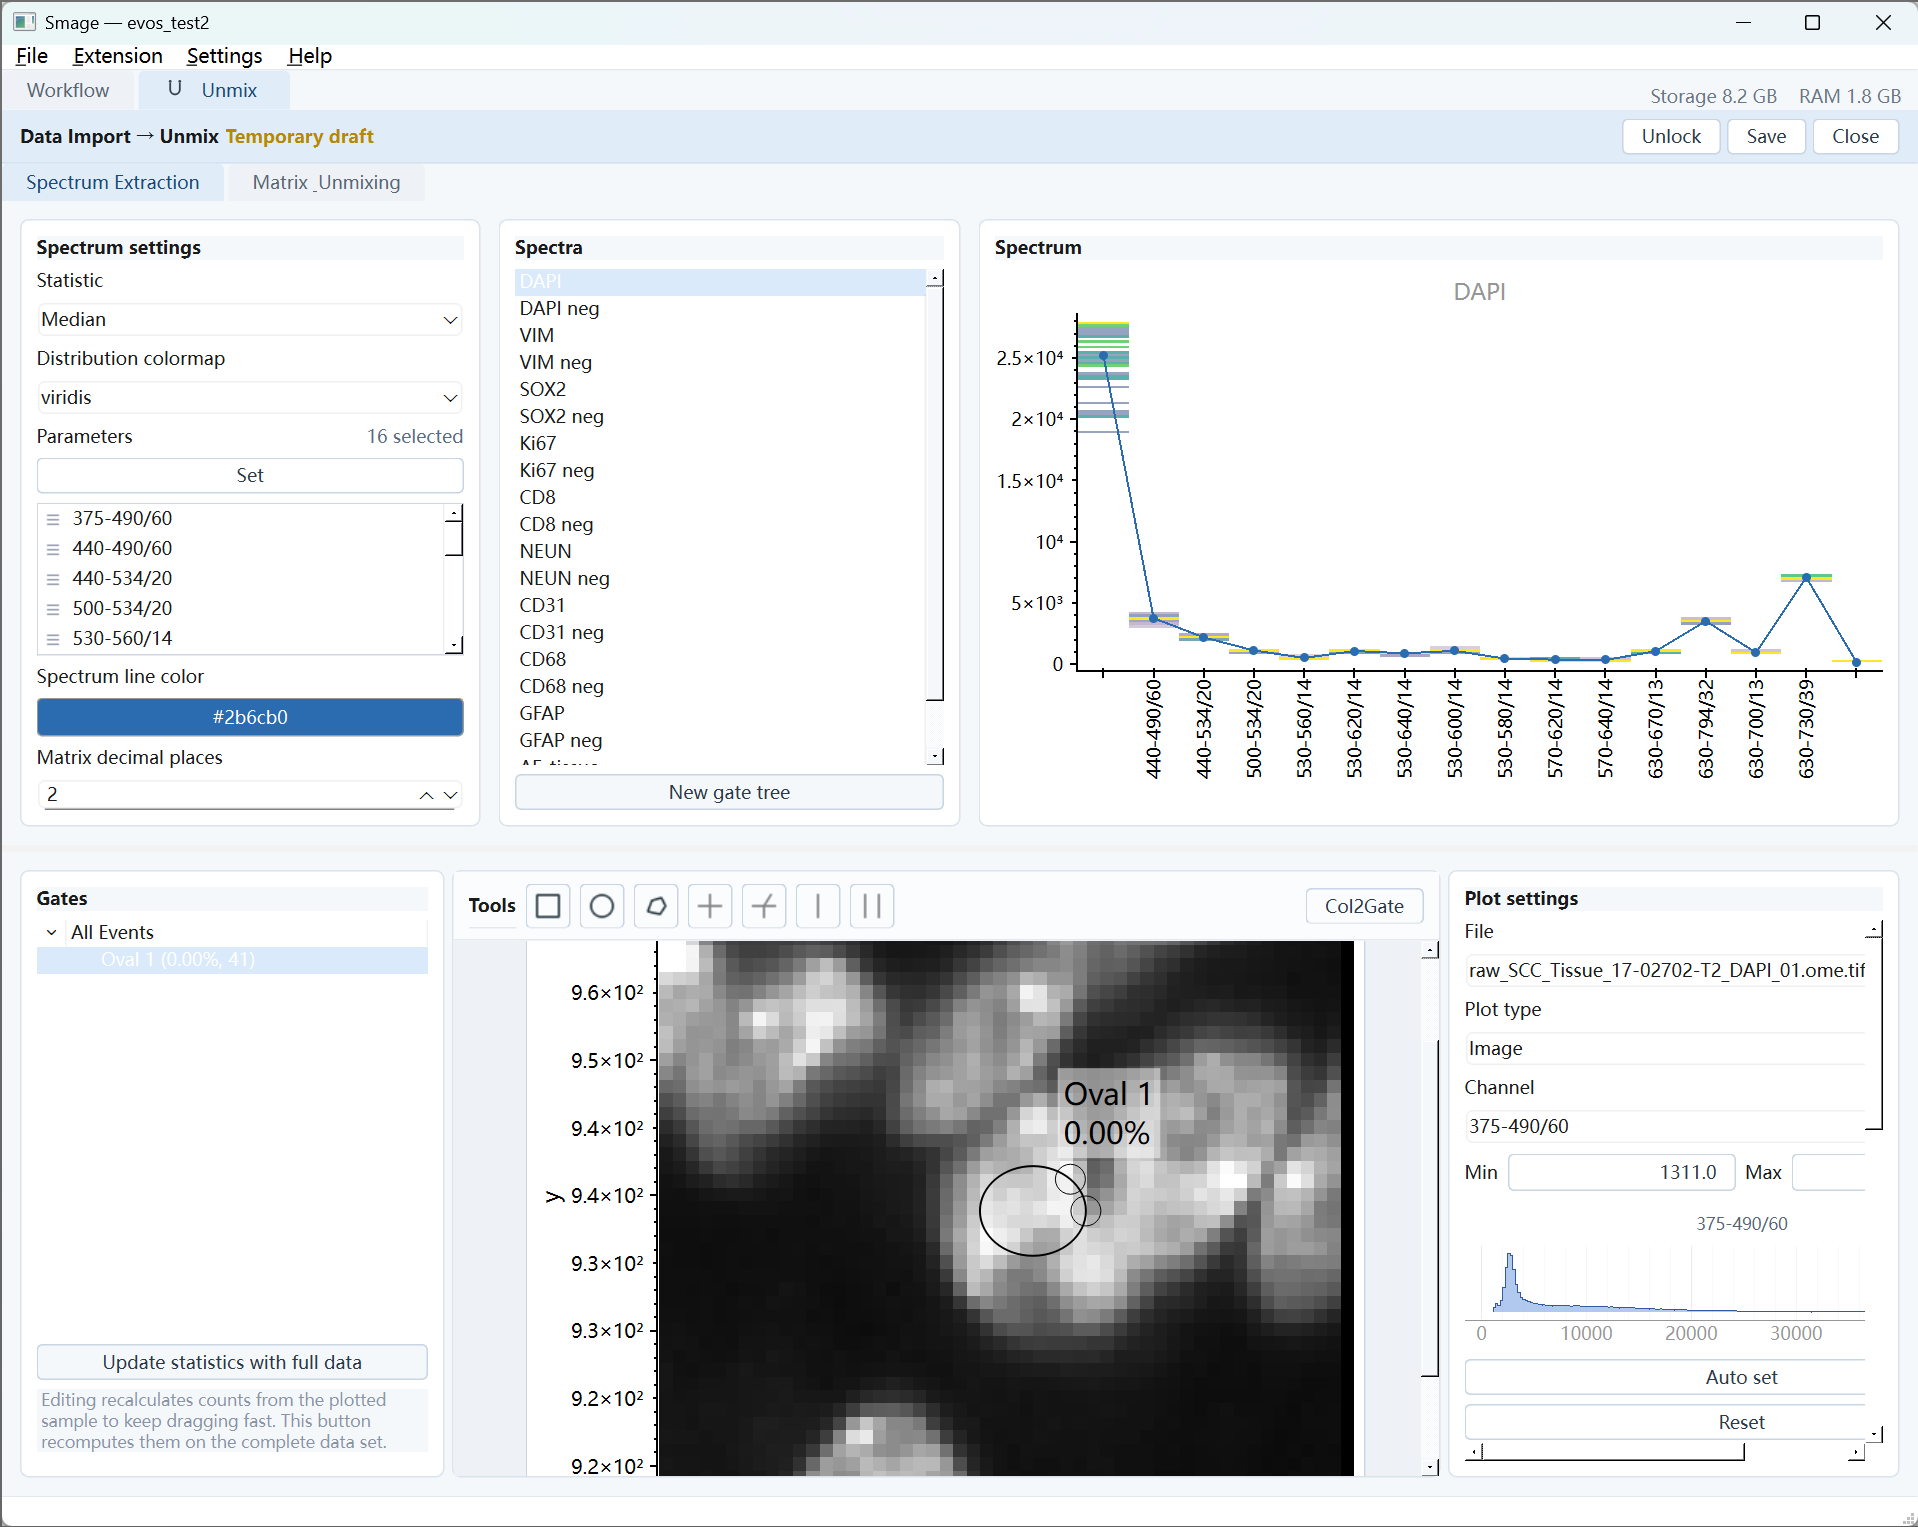 Smage — evos_test2
File Extension Settings Help
Workflow U Unmix
Storage 8.2 GB RAM 1.8 GB
Data Import → Unmix Temporary draft
Unlock Save Close
Spectrum Extraction Matrix _Unmixing
Spectrum settings
Statistic
Median
Distribution colormap
viridis
Parameters 16 selected
Set
375-490/60
440-490/60
440-534/20
500-534/20
530-560/14
Spectrum line color
#2b6cb0
Matrix decimal places
2
Spectra
DAPI
DAPI neg
VIM
VIM neg
SOX2
SOX2 neg
Ki67
Ki67 neg
CD8
CD8 neg
NEUN
NEUN neg
CD31
CD31 neg
CD68
CD68 neg
GFAP
GFAP neg
New gate tree
Spectrum
DAPI
2.5×10⁴
2×10⁴
1.5×10⁴
10⁴
5×10³
0
440-490/60
440-534/20
500-534/20
530-560/14
530-620/14
530-640/14
530-600/14
530-580/14
570-620/14
570-640/14
630-670/13
630-794/32
630-700/13
630-730/39
Gates
All Events
Oval 1 (0.00%, 41)
Update statistics with full data
Editing recalculates counts from the plotted
sample to keep dragging fast. This button
recomputes them on the complete data set.
Tools
Col2Gate
9.6×10²
9.5×10²
9.4×10²
9.4×10²
9.3×10²
9.3×10²
9.2×10²
9.2×10²
y
Oval 1
0.00%
Plot settings
File
raw_SCC_Tissue_17-02702-T2_DAPI_01.ome.tif
Plot type
Image
Channel
375-490/60
Min 1311.0 Max
375-490/60
0 10000 20000 30000
Auto set
Reset